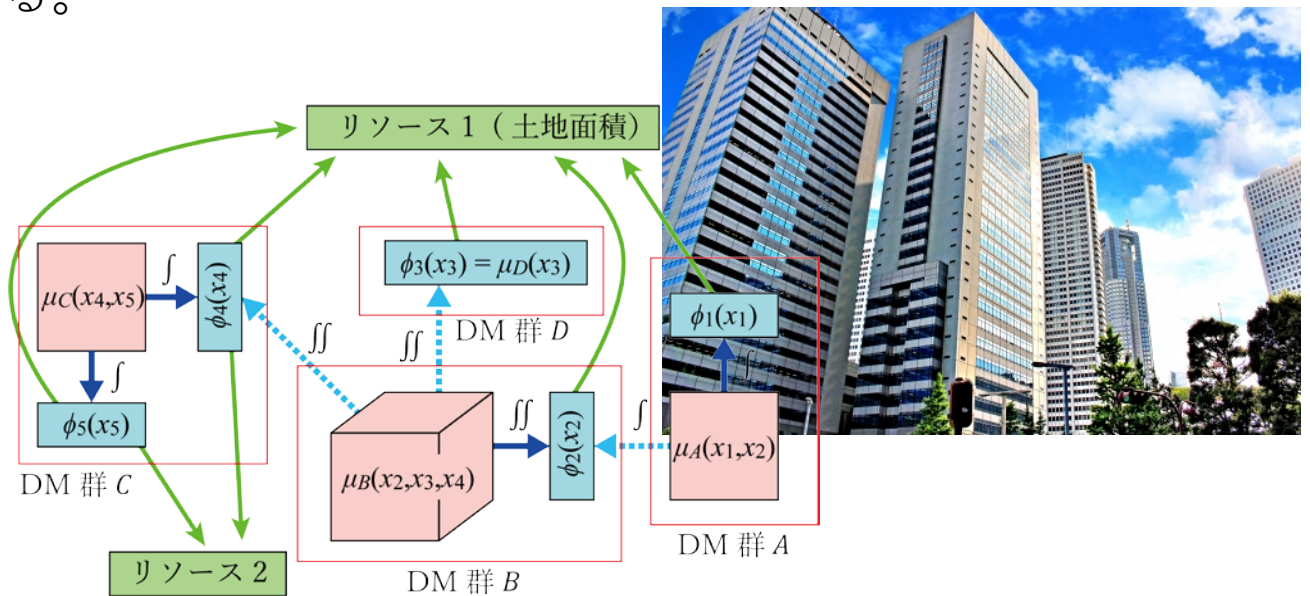 る。
リソース1(土地面積)
μC(x4,x5)
∫
ϕ4(x4)
∫
ϕ5(x5)
DM 群 C
リソース2
ϕ3(x3) = μD(x3)
DM 群 D
∬
∬
μB(x2,x3,x4)
∬
ϕ2(x2)
DM 群 B
ϕ1(x1)
∫
∫
μA(x1,x2)
DM 群 A